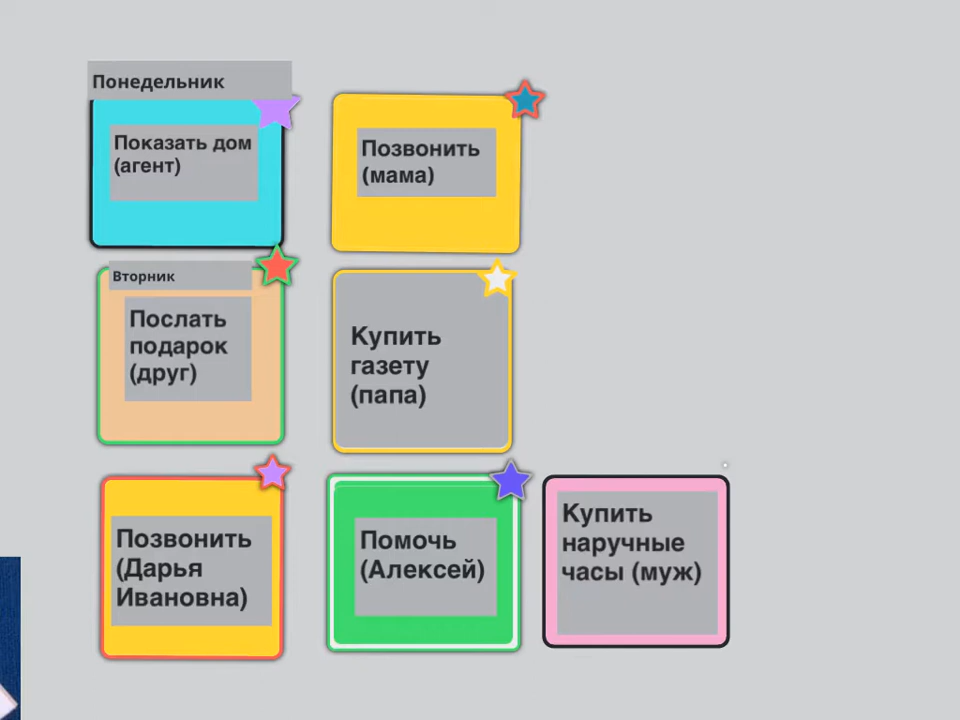 Понедельник
Показать дом
(агент)
Позвонить
(мама)
Вторник
Послать
подарок
(друг)
Купить
газету
(папа)
Позвонить
(Дарья
Ивановна)
Помочь
(Алексей)
Купить
наручные
часы (муж)